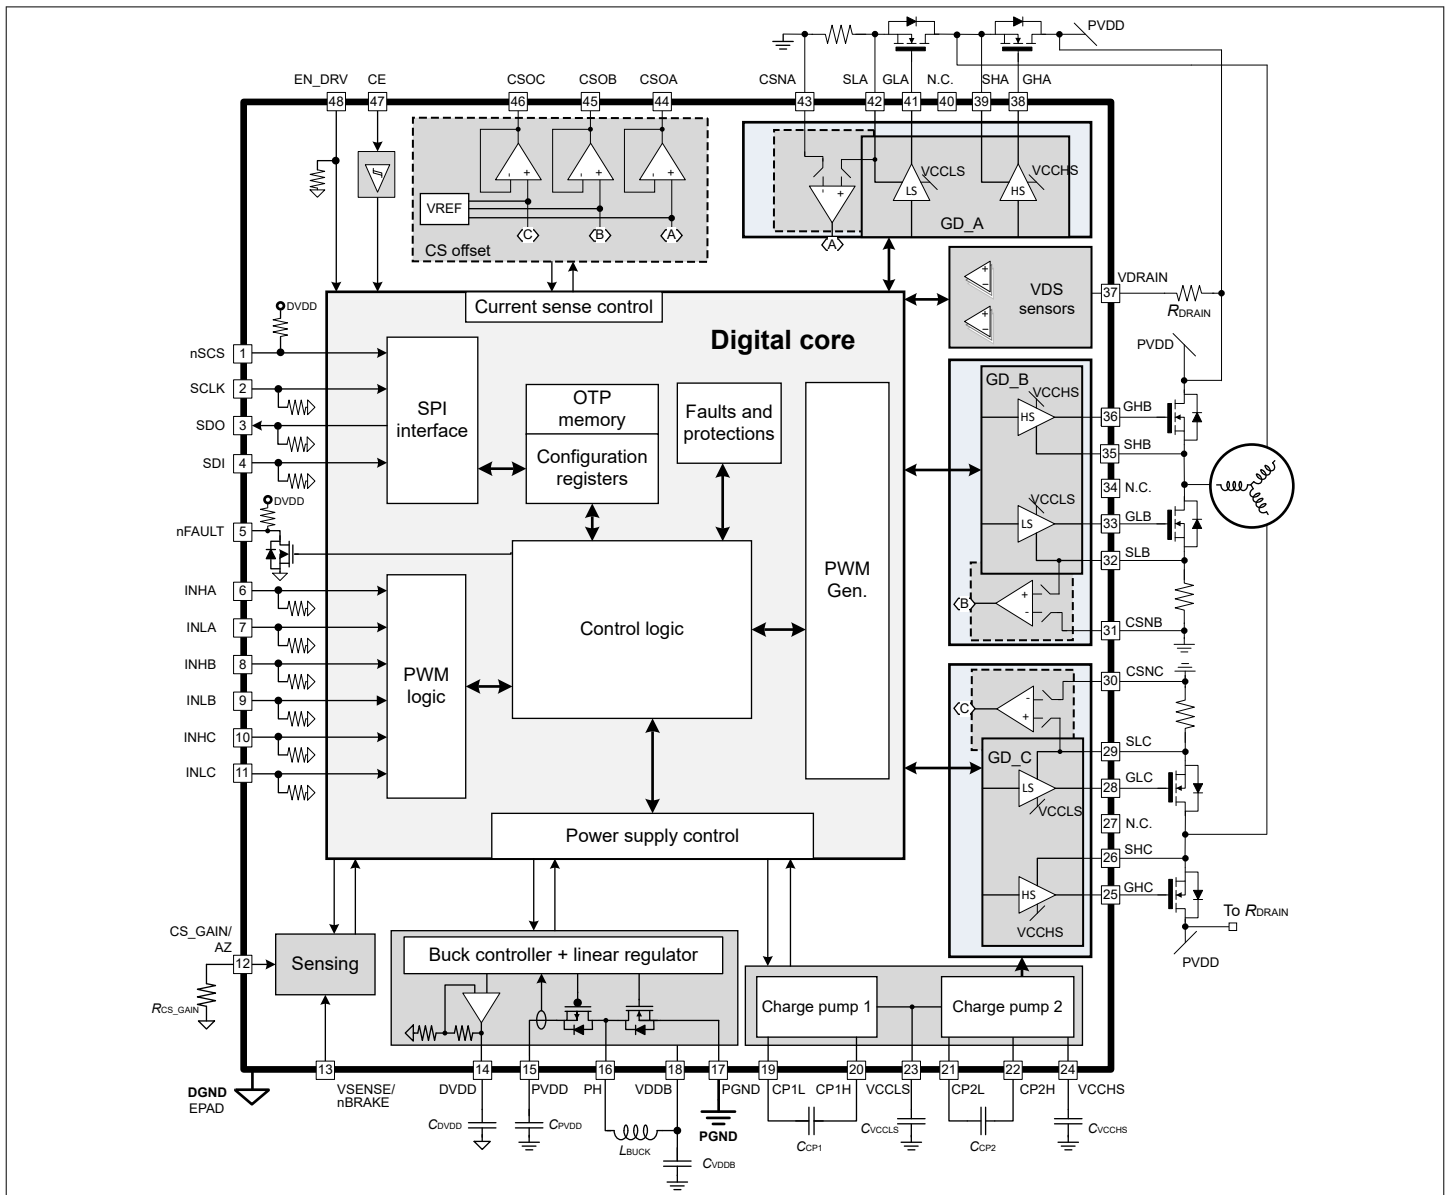 PVDD
EN_DRV
CE
CSOC
CSOB
CSOA
CSNA
SLA
GLA
N.C.
SHA
GHA
48
47
46
45
44
43
42
41
40
39
38
- +
- +
- +
VREF
C
B
A
CS offset
- +
LS
VCCLS
HS
VCCHS
GD_A
A
Current sense control
Digital core
+
-
+
-
VDS
sensors
37
VDRAIN
RDRAIN
PVDD
DVDD
nSCS
1
SCLK
2
SDO
3
SDI
4
DVDD
nFAULT
5
INHA
6
INLA
7
INHB
8
INLB
9
INHC
10
INLC
11
SPI
interface
OTP
memory
Configuration
registers
Faults and
protections
PWM
Gen.
Control logic
PWM
logic
Power supply control
GD_B
VCCHS
HS
VCCLS
LS
+
-
B
36
GHB
35
SHB
34
N.C.
33
GLB
32
SLB
31
CSNB
30
CSNC
-
+
C
GD_C
LS
VCCLS
HS
VCCHS
29
SLC
28
GLC
27
N.C.
26
SHC
25
GHC
To RDRAIN
PVDD
CS_GAIN/
AZ
12
RCS_GAIN
Sensing
Buck controller + linear regulator
Charge pump 1
Charge pump 2
13
14
15
16
18
17
19
20
23
21
22
24
DGND
EPAD
VSENSE/
nBRAKE
DVDD
PVDD
PH
VDDB
PGND
CP1L
CP1H
VCCLS
CP2L
CP2H
VCCHS
CDVDD
CPVDD
LBUCK
CVDDB
PGND
CCP1
CVCCLS
CCP2
CVCCHS